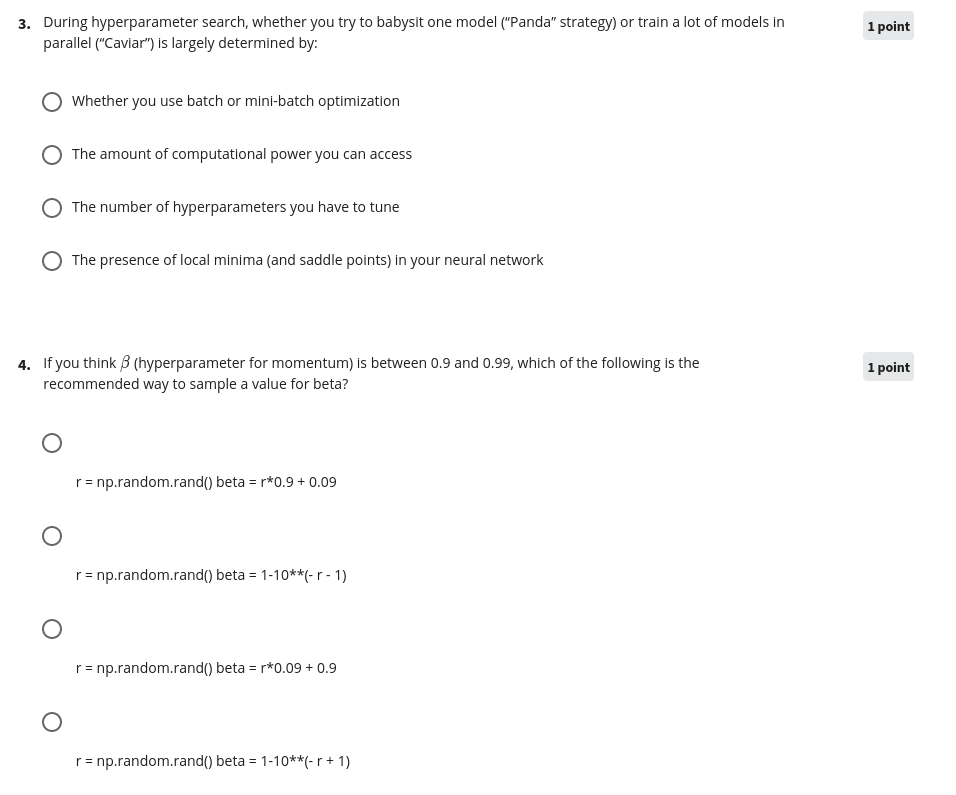 3. During hyperparameter search, whether you try to babysit one model (“Panda” strategy) or train a lot of models in
parallel (“Caviar”) is largely determined by:
1 point
Whether you use batch or mini-batch optimization
The amount of computational power you can access
The number of hyperparameters you have to tune
The presence of local minima (and saddle points) in your neural network
4. If you think β (hyperparameter for momentum) is between 0.9 and 0.99, which of the following is the
recommended way to sample a value for beta?
1 point
r = np.random.rand() beta = r*0.9 + 0.09
r = np.random.rand() beta = 1-10**(- r - 1)
r = np.random.rand() beta = r*0.09 + 0.9
r = np.random.rand() beta = 1-10**(- r + 1)